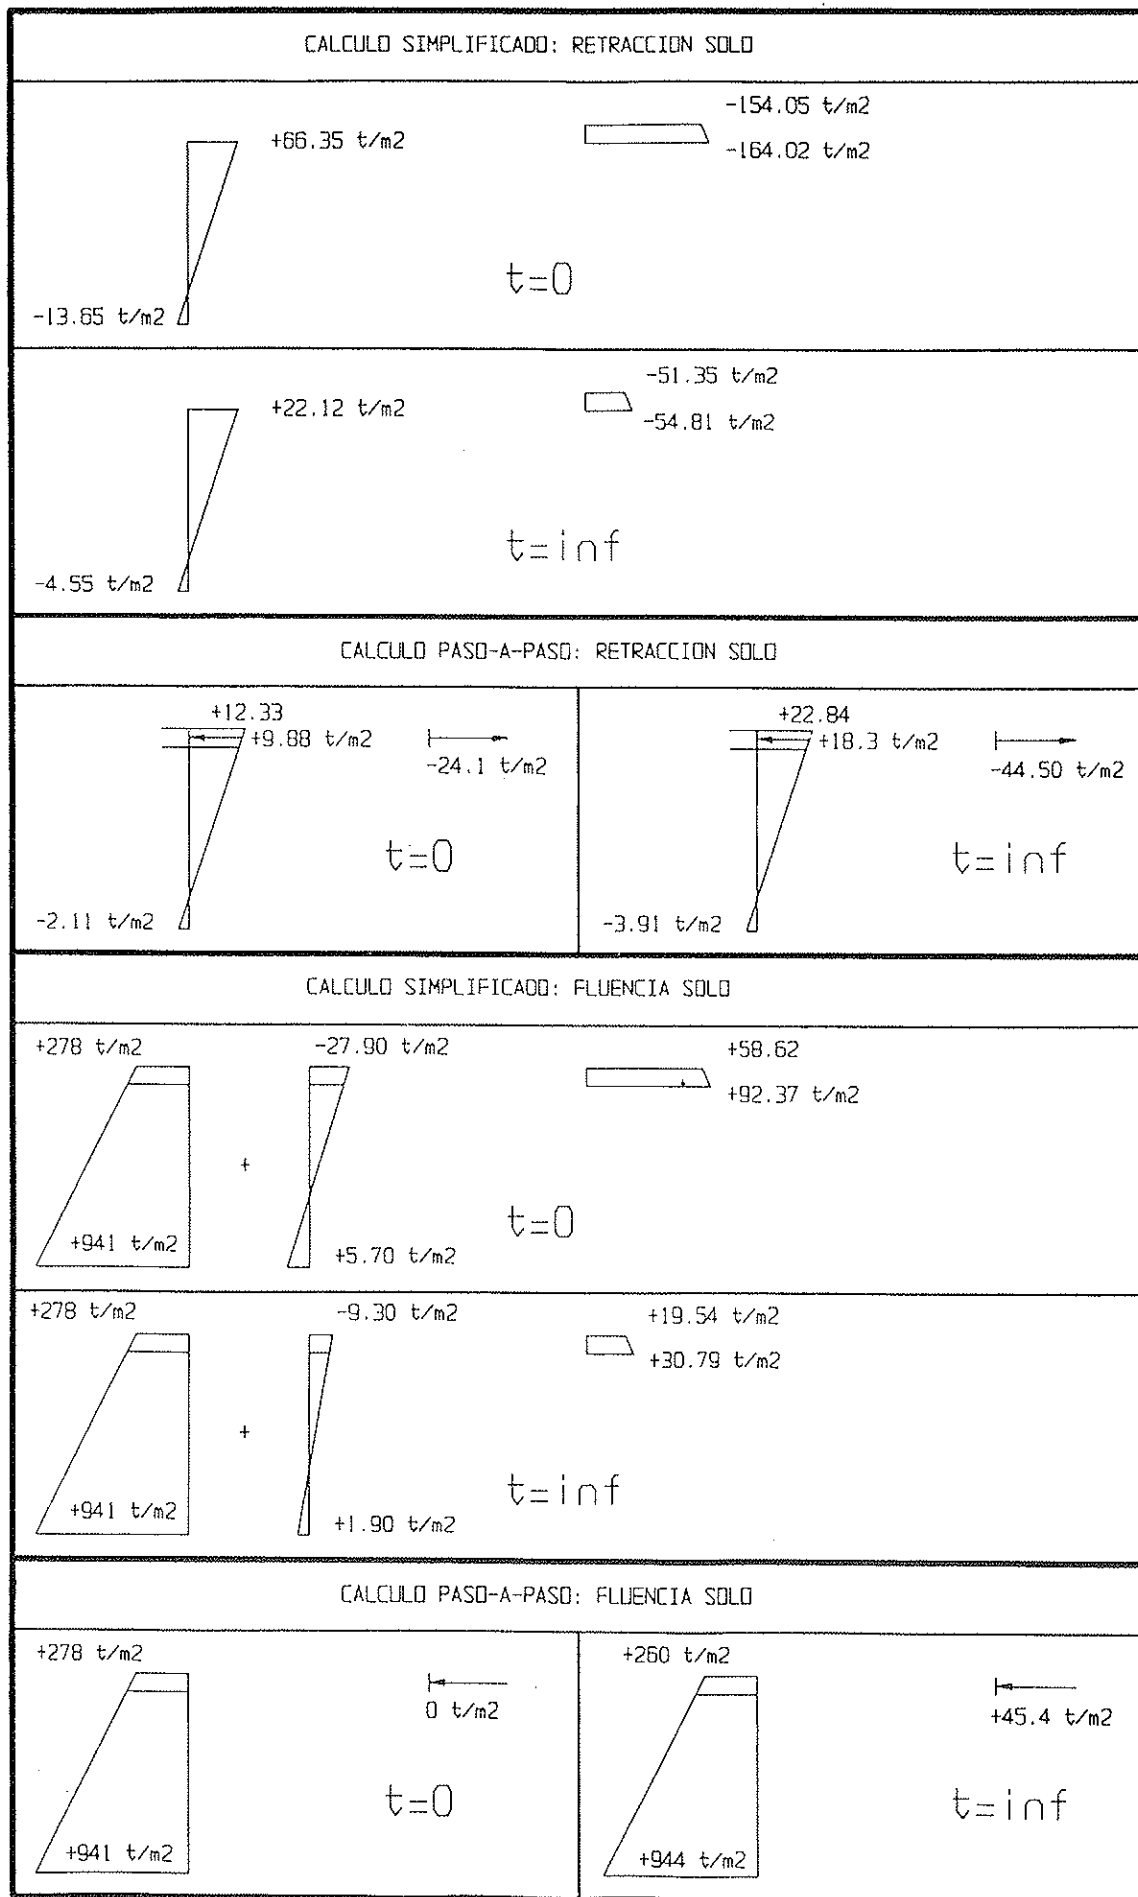 CALCULO SIMPLIFICADO: RETRACCION SOLO
-154.05 t/m2
+66.35 t/m2
-164.02 t/m2
t=0
-13.65 t/m2
-51.35 t/m2
+22.12 t/m2
-54.81 t/m2
t=inf
-4.55 t/m2
CALCULO PASO-A-PASO: RETRACCION SOLO
+12.33
+9.88 t/m2
-24.1 t/m2
t=0
-2.11 t/m2
+22.84
+18.3 t/m2
-44.50 t/m2
t=inf
-3.91 t/m2
CALCULO SIMPLIFICADO: FLUENCIA SOLO
+278 t/m2
-27.90 t/m2
+58.62
+92.37 t/m2
+
t=0
+941 t/m2
+5.70 t/m2
+278 t/m2
-9.30 t/m2
+19.54 t/m2
+30.79 t/m2
+
t=inf
+941 t/m2
+1.90 t/m2
CALCULO PASO-A-PASO: FLUENCIA SOLO
+278 t/m2
0 t/m2
t=0
+941 t/m2
+260 t/m2
+45.4 t/m2
t=inf
+944 t/m2